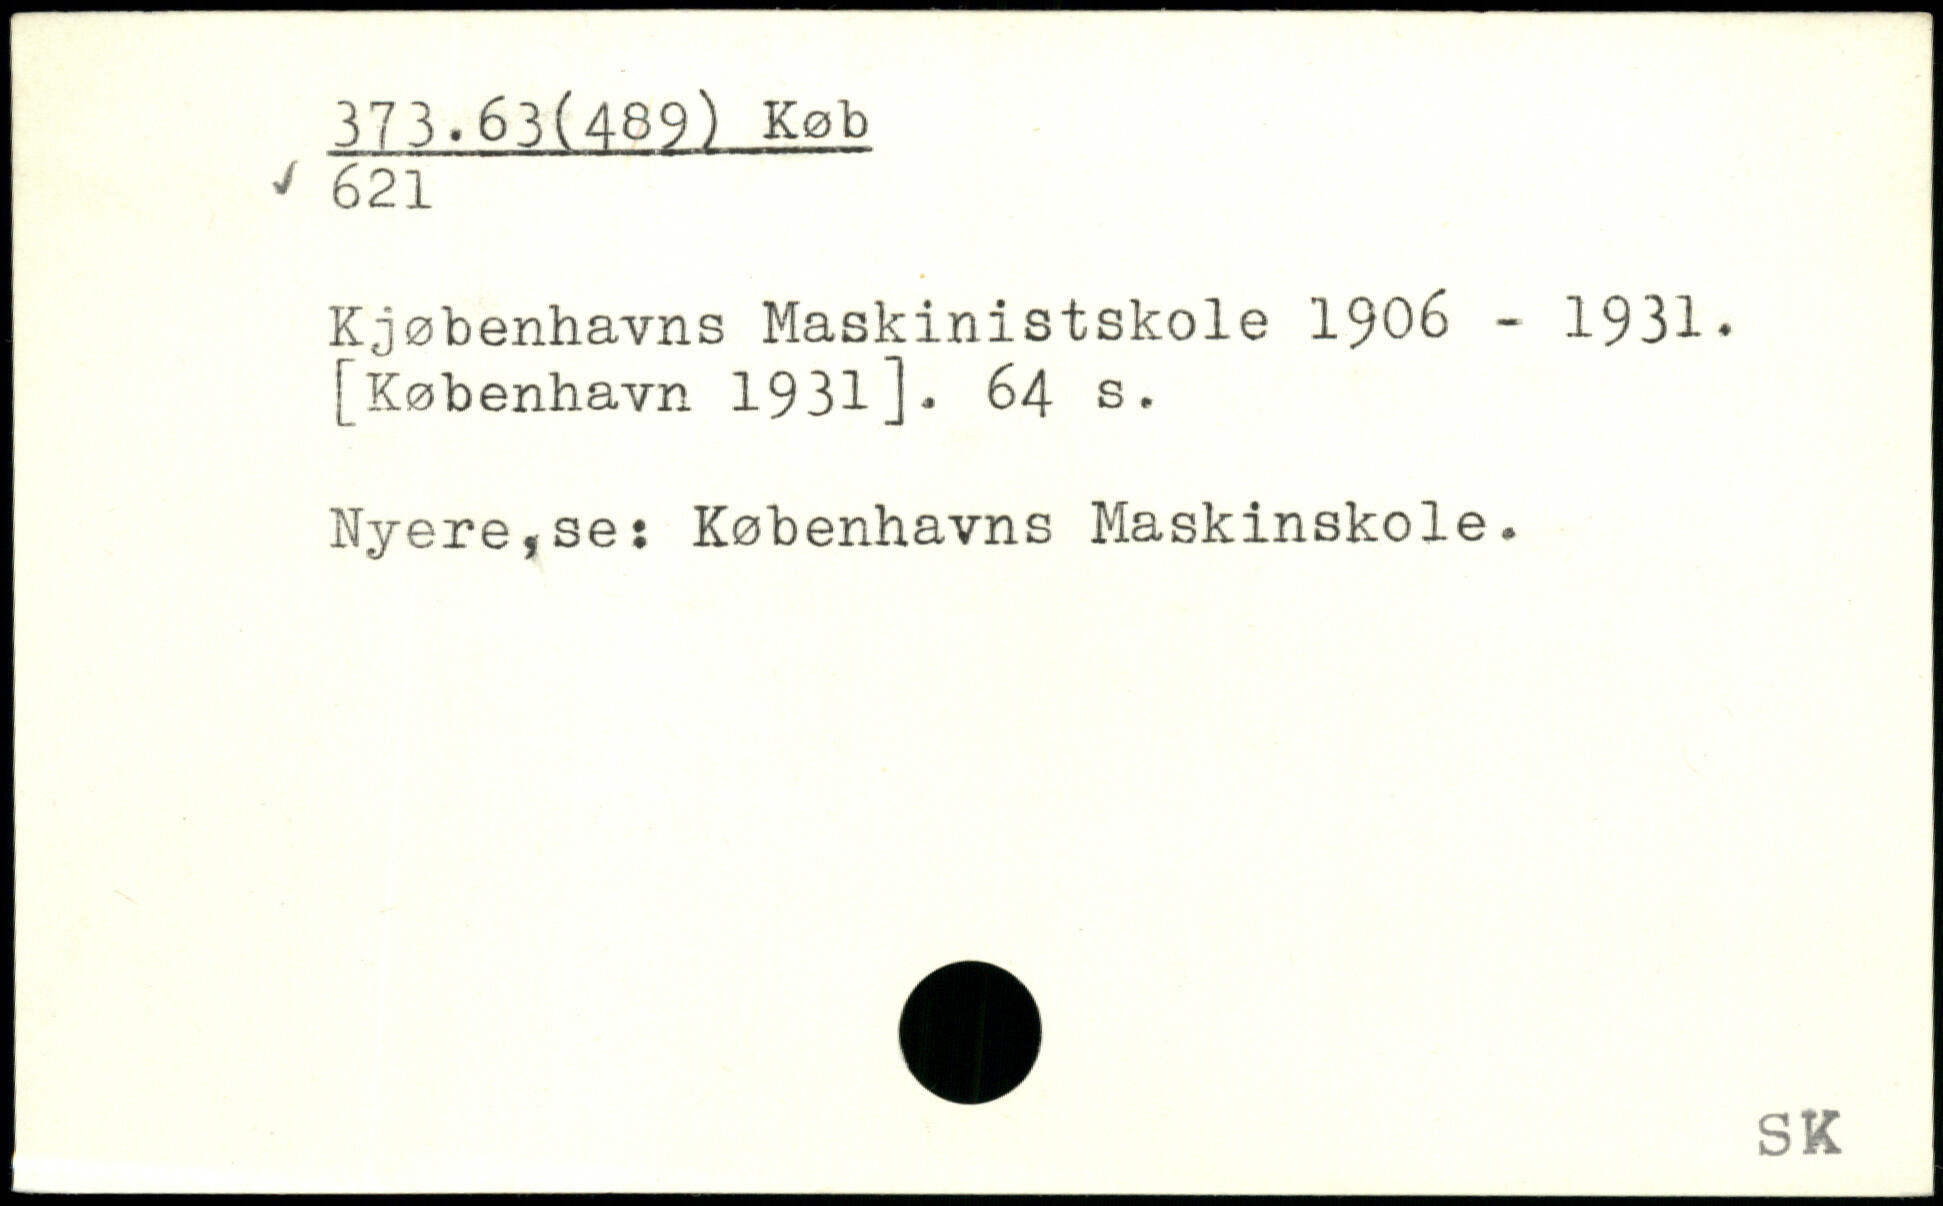 373.63(489) Køb
✓ 621
Kjøbenhavns Maskinistskole 1906 - 1931.
[København 1931]. 64 s.
Nyere,se: Københavns Maskinskole.
SK